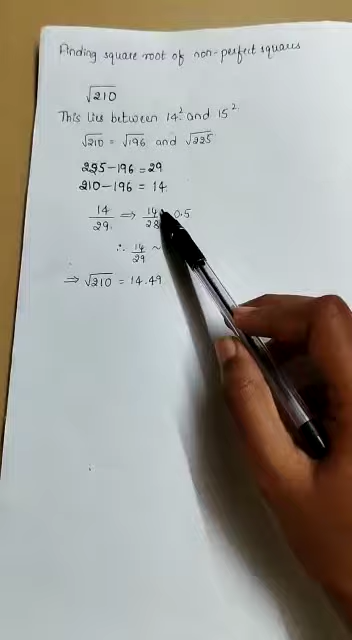 Finding square root of non-perfect squares
√210
This lies between 14² and 15²
√210 = √196 and √225
225-196 = 29
210-196 = 14
14/29 ⇒ 14/28 0.5
∴ 14/29 ~
⇒ √210 = 14.49